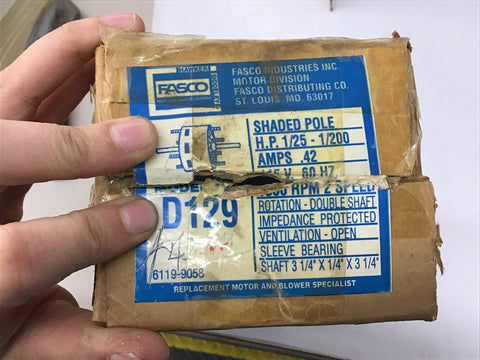 HAWKER
SIDDELEY
FASCO
FASCO INDUSTRIES INC.
MOTOR DIVISION
FASCO DISTRIBUTING CO.
ST. LOUIS, MO. 63017
SHADED POLE
H.P. 1/25 - 1/200
AMPS .42
V. 60 HZ
RPM 2 SPEED
ROTATION - DOUBLE SHAFT
IMPEDANCE PROTECTED
VENTILATION - OPEN
SLEEVE BEARING
SHAFT 3 1/4" X 1/4" X 3 1/4"
D129
6119-9058
REPLACEMENT MOTOR AND BLOWER SPECIALIST